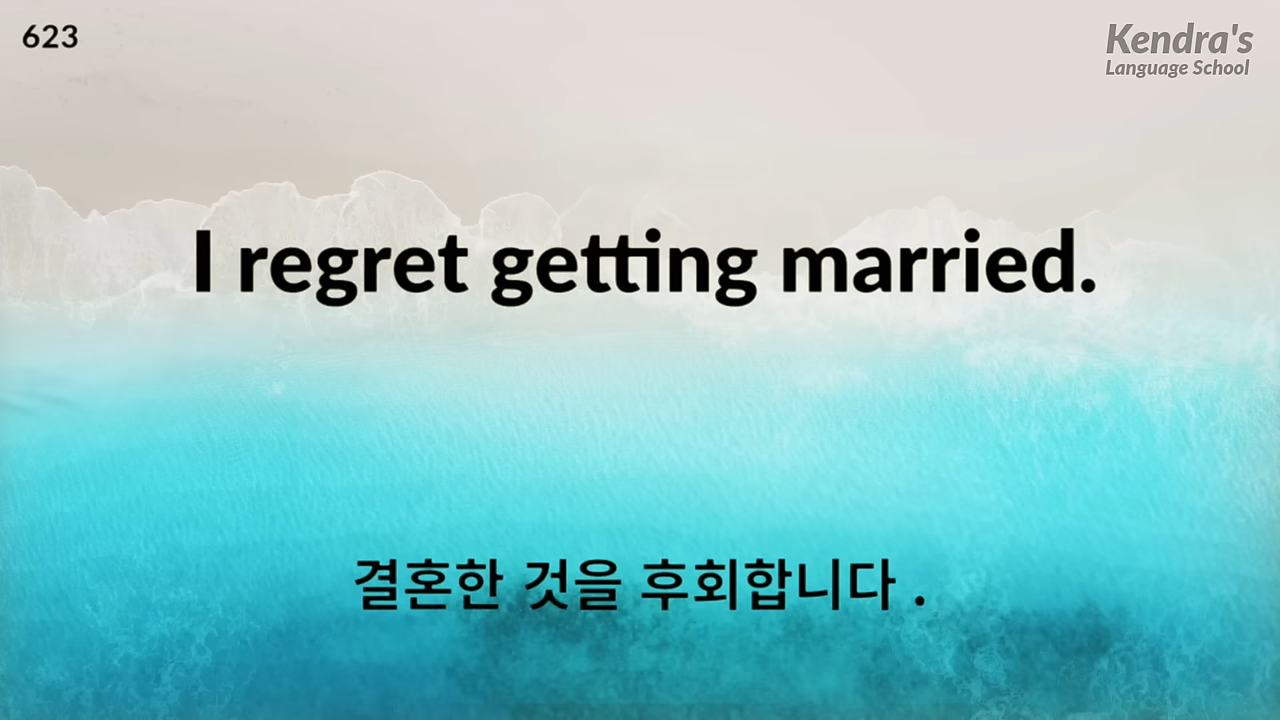 623
Kendra's
Language School
I regret getting married.
결혼한 것을 후회합니다 .